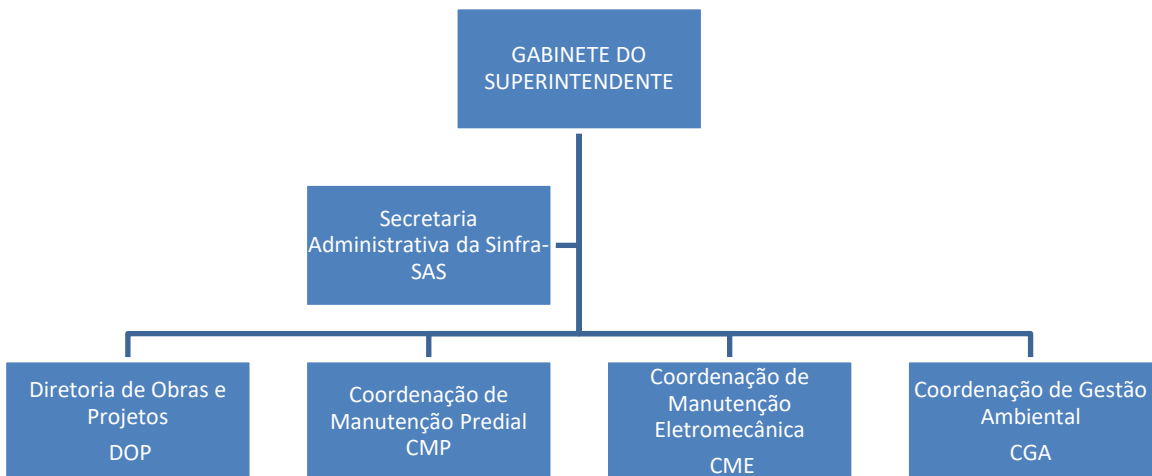 GABINETE DO
SUPERINTENDENTE
Secretaria
Administrativa da Sinfra-
SAS
Diretoria de Obras e
Projetos
DOP
Coordenação de
Manutenção Predial
CMP
Coordenação de
Manutenção
Eletromecânica
CME
Coordenação de Gestão
Ambiental
CGA